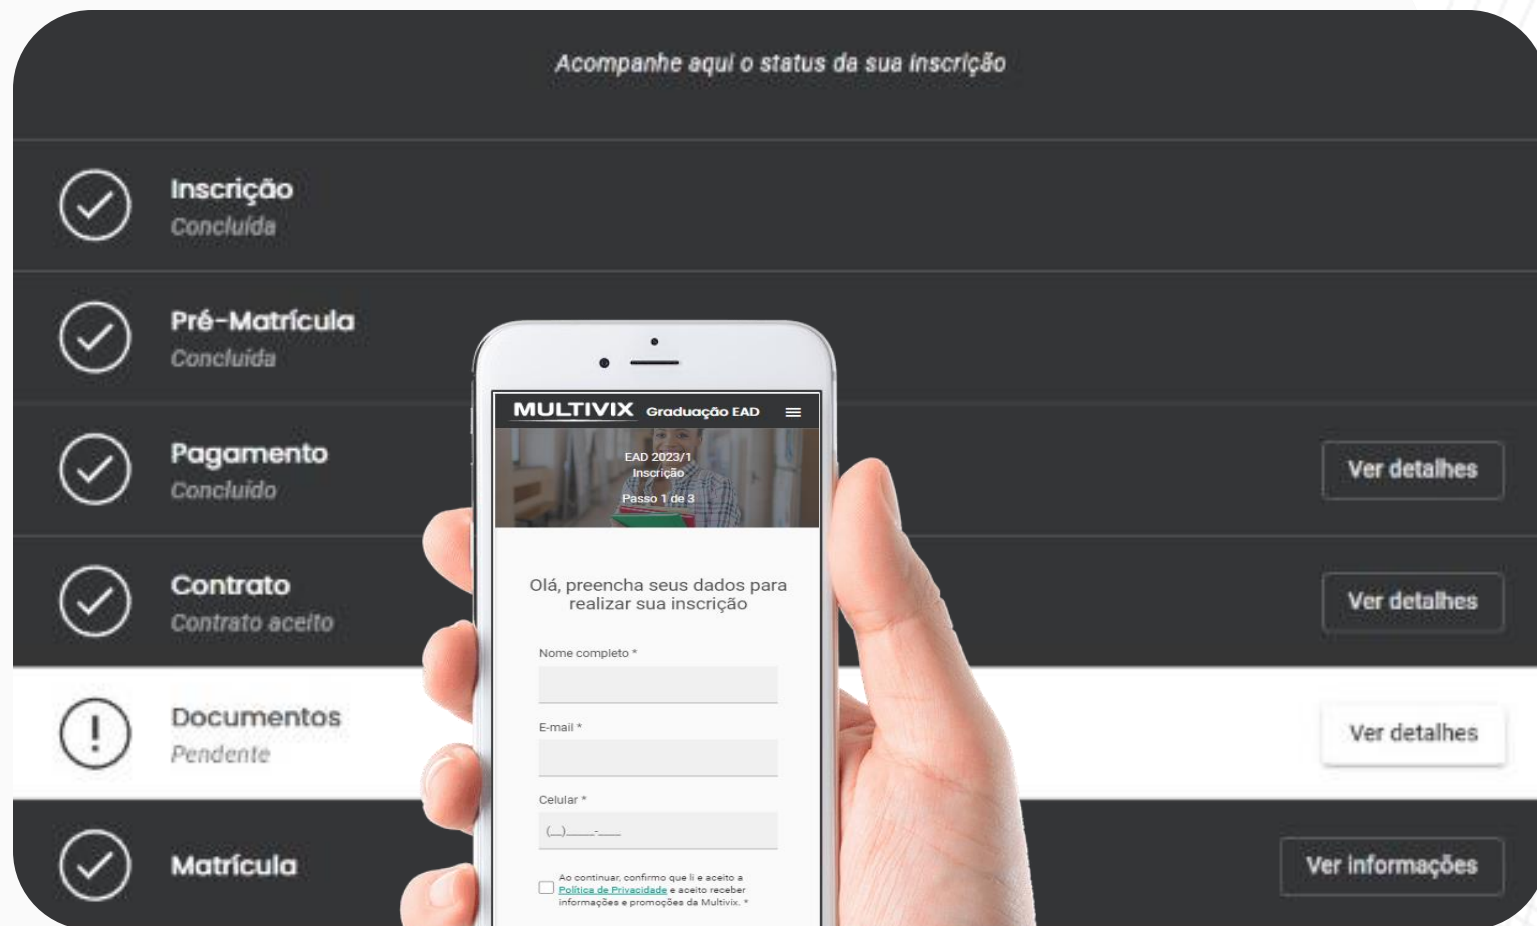 Acompanhe aqui o status da sua inscrição
Inscrição
Concluída
Pré-Matrícula
Concluída
Pagamento
Concluído
Ver detalhes
Contrato
Contrato aceito
Ver detalhes
Documentos
Pendente
Ver detalhes
Matrícula
Ver informações
MULTIVIX Graduação EAD
EAD 2023/1
Inscrição
Passo 1 de 3
Olá, preencha seus dados para
realizar sua inscrição
Nome completo *
E-mail *
Celular *
(__)____-____
Ao continuar, confirmo que li e aceito a
Política de Privacidade e aceito receber
informações e promoções da Multivix. *